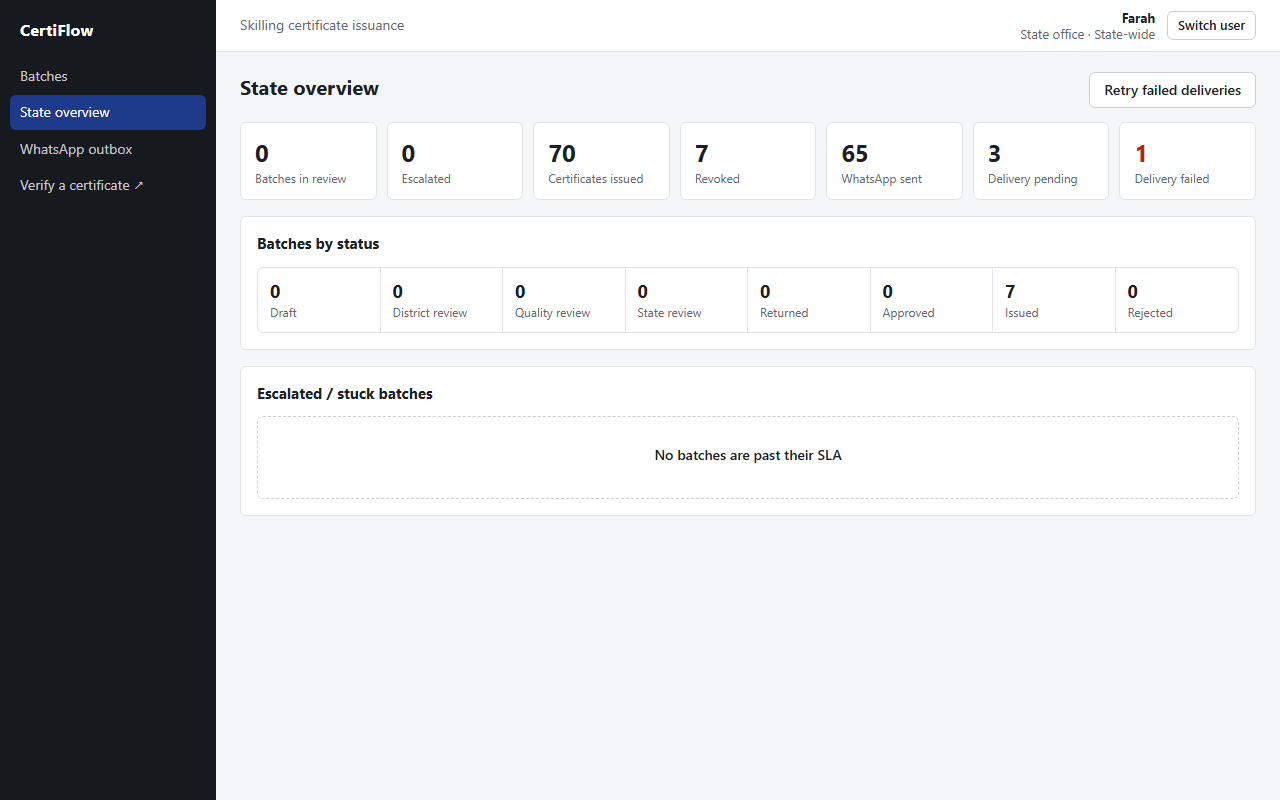 CertiFlow
Batches
State overview
WhatsApp outbox
Verify a certificate ↗
Skilling certificate issuance
Farah
State office · State-wide
Switch user
State overview
Retry failed deliveries
0
Batches in review
0
Escalated
70
Certificates issued
7
Revoked
65
WhatsApp sent
3
Delivery pending
1
Delivery failed
Batches by status
0
Draft
0
District review
0
Quality review
0
State review
0
Returned
0
Approved
7
Issued
0
Rejected
Escalated / stuck batches
No batches are past their SLA